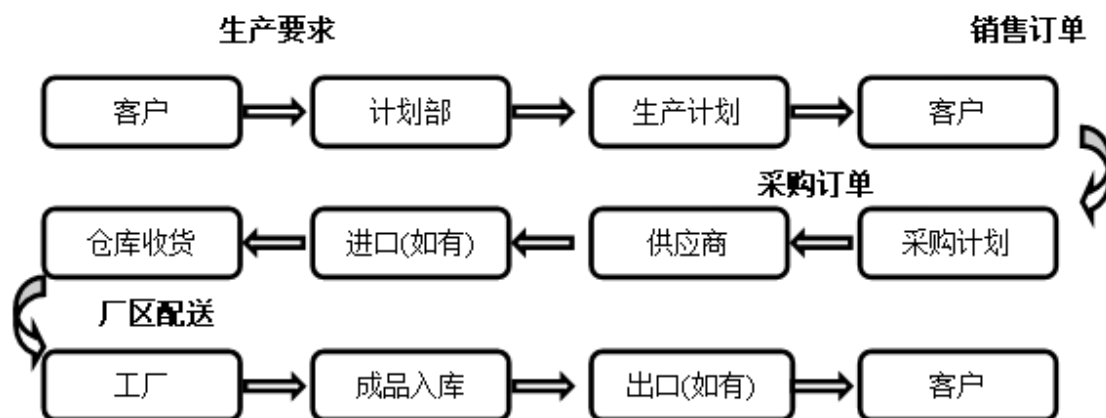 生产要求 销售订单
客户 计划部 生产计划 客户
采购订单
仓库收货 进口(如有) 供应商 采购计划
厂区配送
工厂 成品入库 出口(如有) 客户